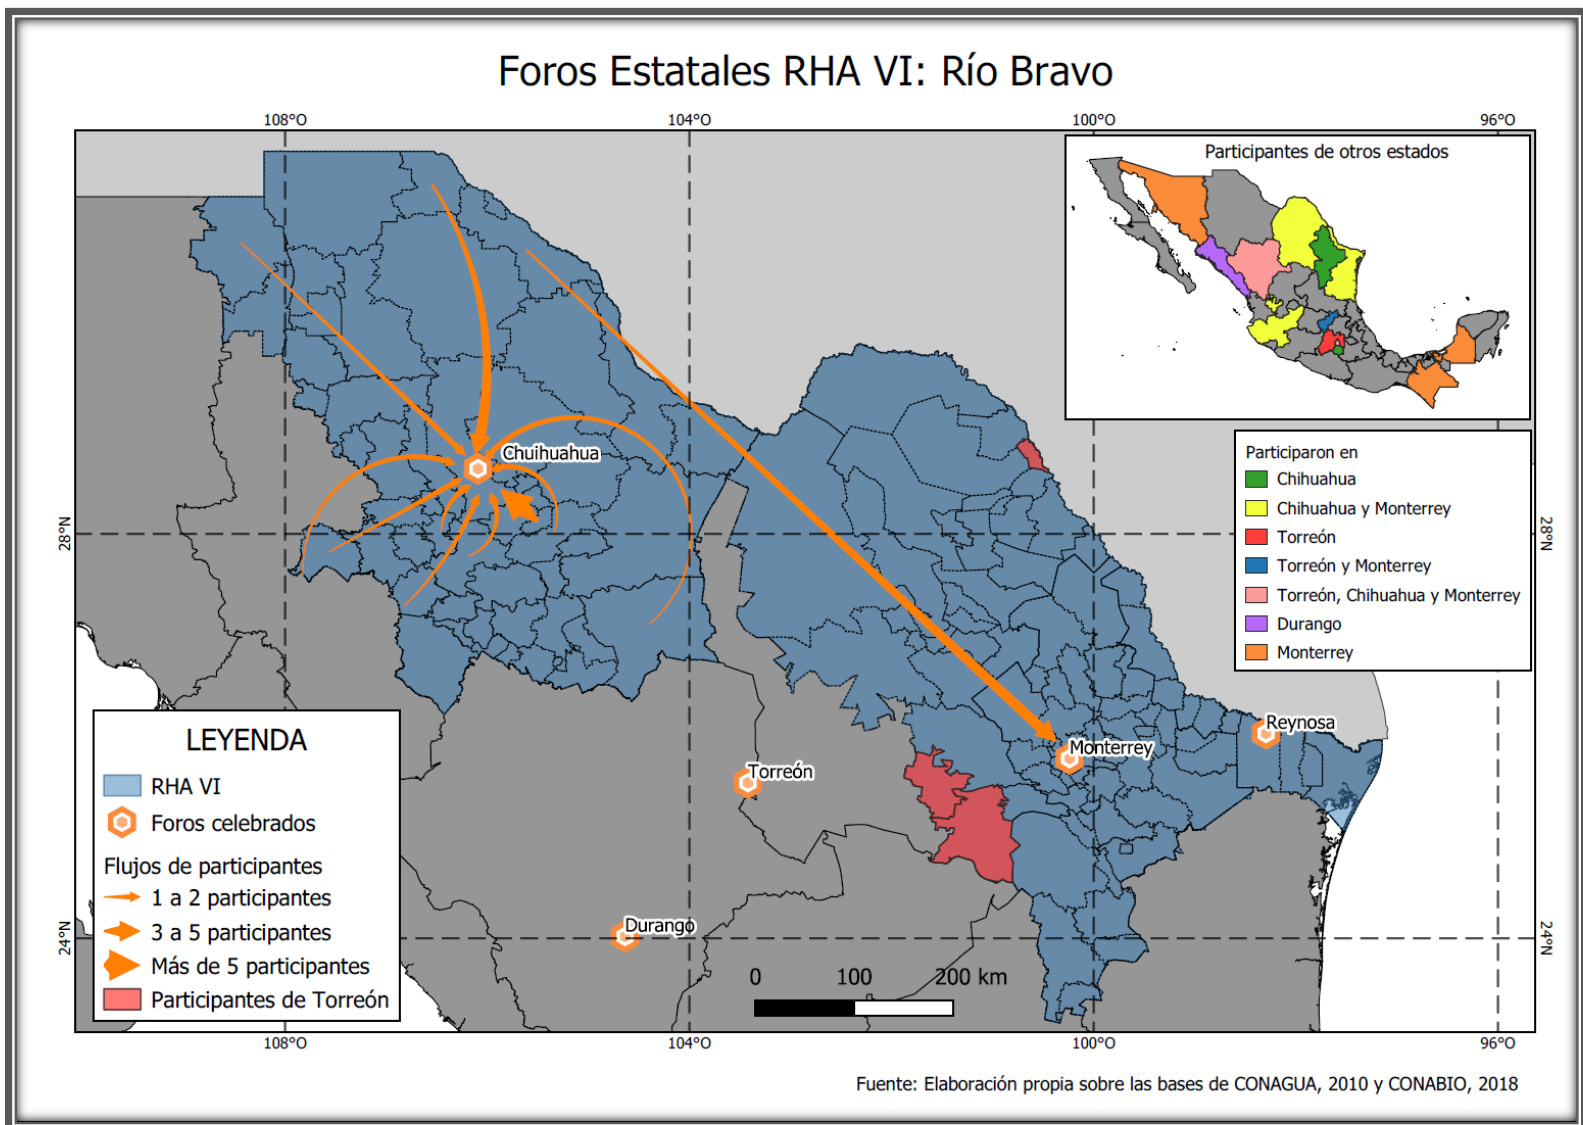 Foros Estatales RHA VI: Río Bravo
108°O
104°O
100°O
96°O
Participantes de otros estados
Participaron en
Chihuahua
Chihuahua y Monterrey
Torreón
Torreón y Monterrey
Torreón, Chihuahua y Monterrey
Durango
Monterrey
Chuihuahua
28°N
28°N
Reynosa
Monterrey
Torreón
Durango
24°N
24°N
LEYENDA
RHA VI
Foros celebrados
Flujos de participantes
1 a 2 participantes
3 a 5 participantes
Más de 5 participantes
Participantes de Torreón
0 100 200 km
108°O
104°O
100°O
96°O
Fuente: Elaboración propia sobre las bases de CONAGUA, 2010 y CONABIO, 2018